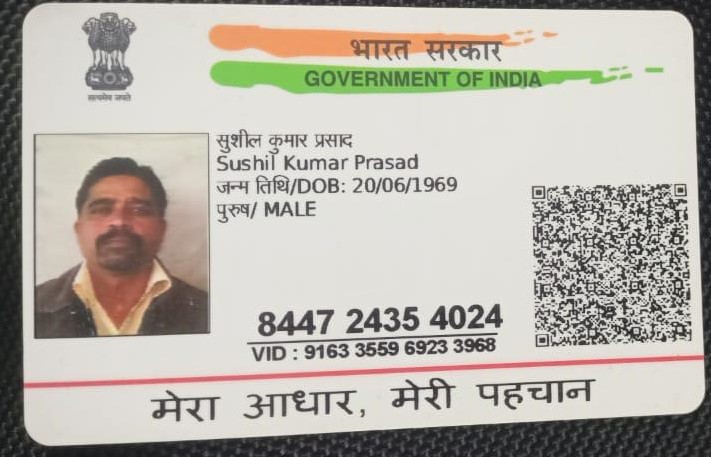 सत्यमेव जयते
भारत सरकार
GOVERNMENT OF INDIA
सुशील कुमार प्रसाद
Sushil Kumar Prasad
जन्म तिथि/DOB: 20/06/1969
पुरुष/ MALE
8447 2435 4024
VID : 9163 3559 6923 3968
मेरा आधार, मेरी पहचान